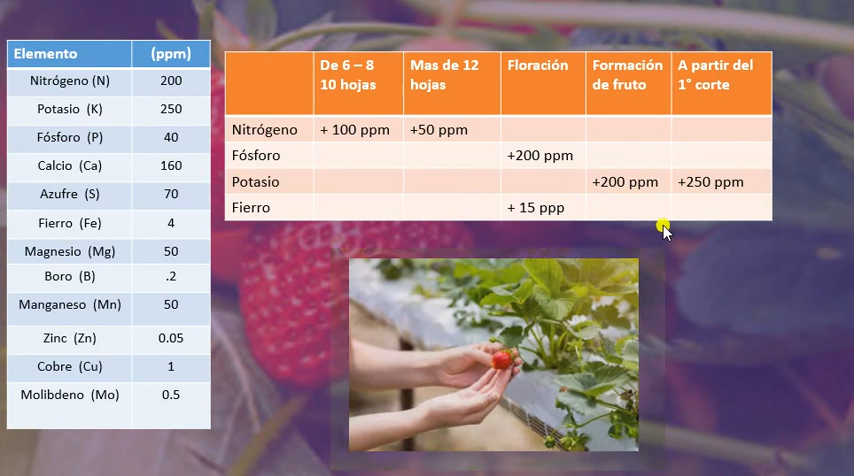 Elemento (ppm)
Nitrógeno (N) 200
Potasio (K) 250
Fósforo (P) 40
Calcio (Ca) 160
Azufre (S) 70
Fierro (Fe) 4
Magnesio (Mg) 50
Boro (B) .2
Manganeso (Mn) 50
Zinc (Zn) 0.05
Cobre (Cu) 1
Molibdeno (Mo) 0.5
De 6 – 8 Mas de 12 Floración Formación A partir del
10 hojas hojas de fruto 1° corte
Nitrógeno + 100 ppm +50 ppm
Fósforo +200 ppm
Potasio +200 ppm +250 ppm
Fierro + 15 ppp